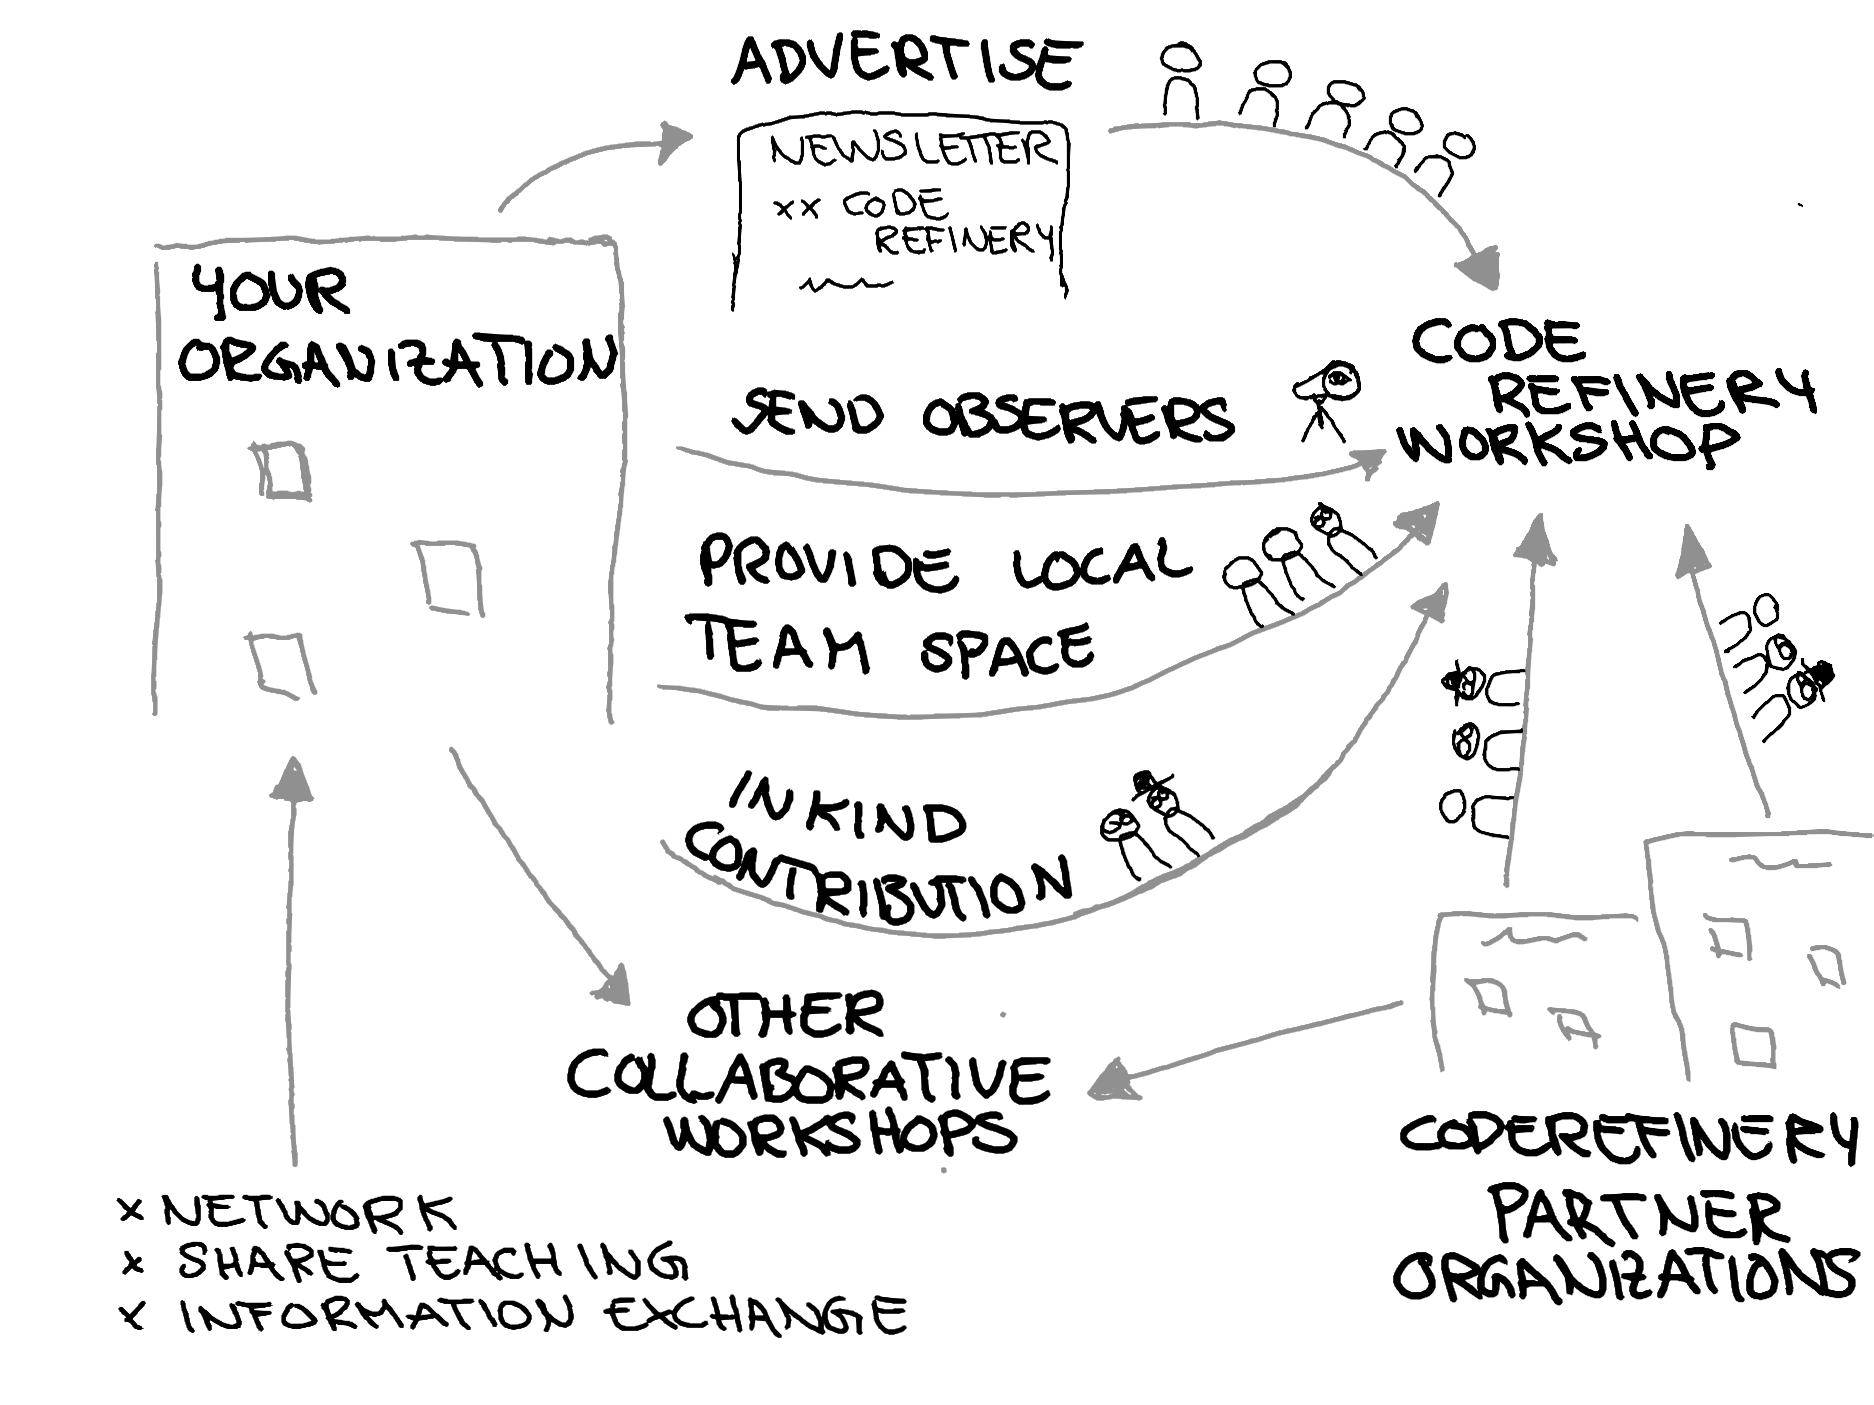 ADVERTISE
NEWSLETTER
xx CODE
REFINERY
YOUR
ORGANIZATION
CODE
REFINERY
WORKSHOP
SEND OBSERVERS
PROVIDE LOCAL
TEAM SPACE
IN KIND
CONTRIBUTION
OTHER
COLLABORATIVE
WORKSHOPS
CODEREFINERY
PARTNER
ORGANIZATIONS
x NETWORK
x SHARE TEACHING
x INFORMATION EXCHANGE